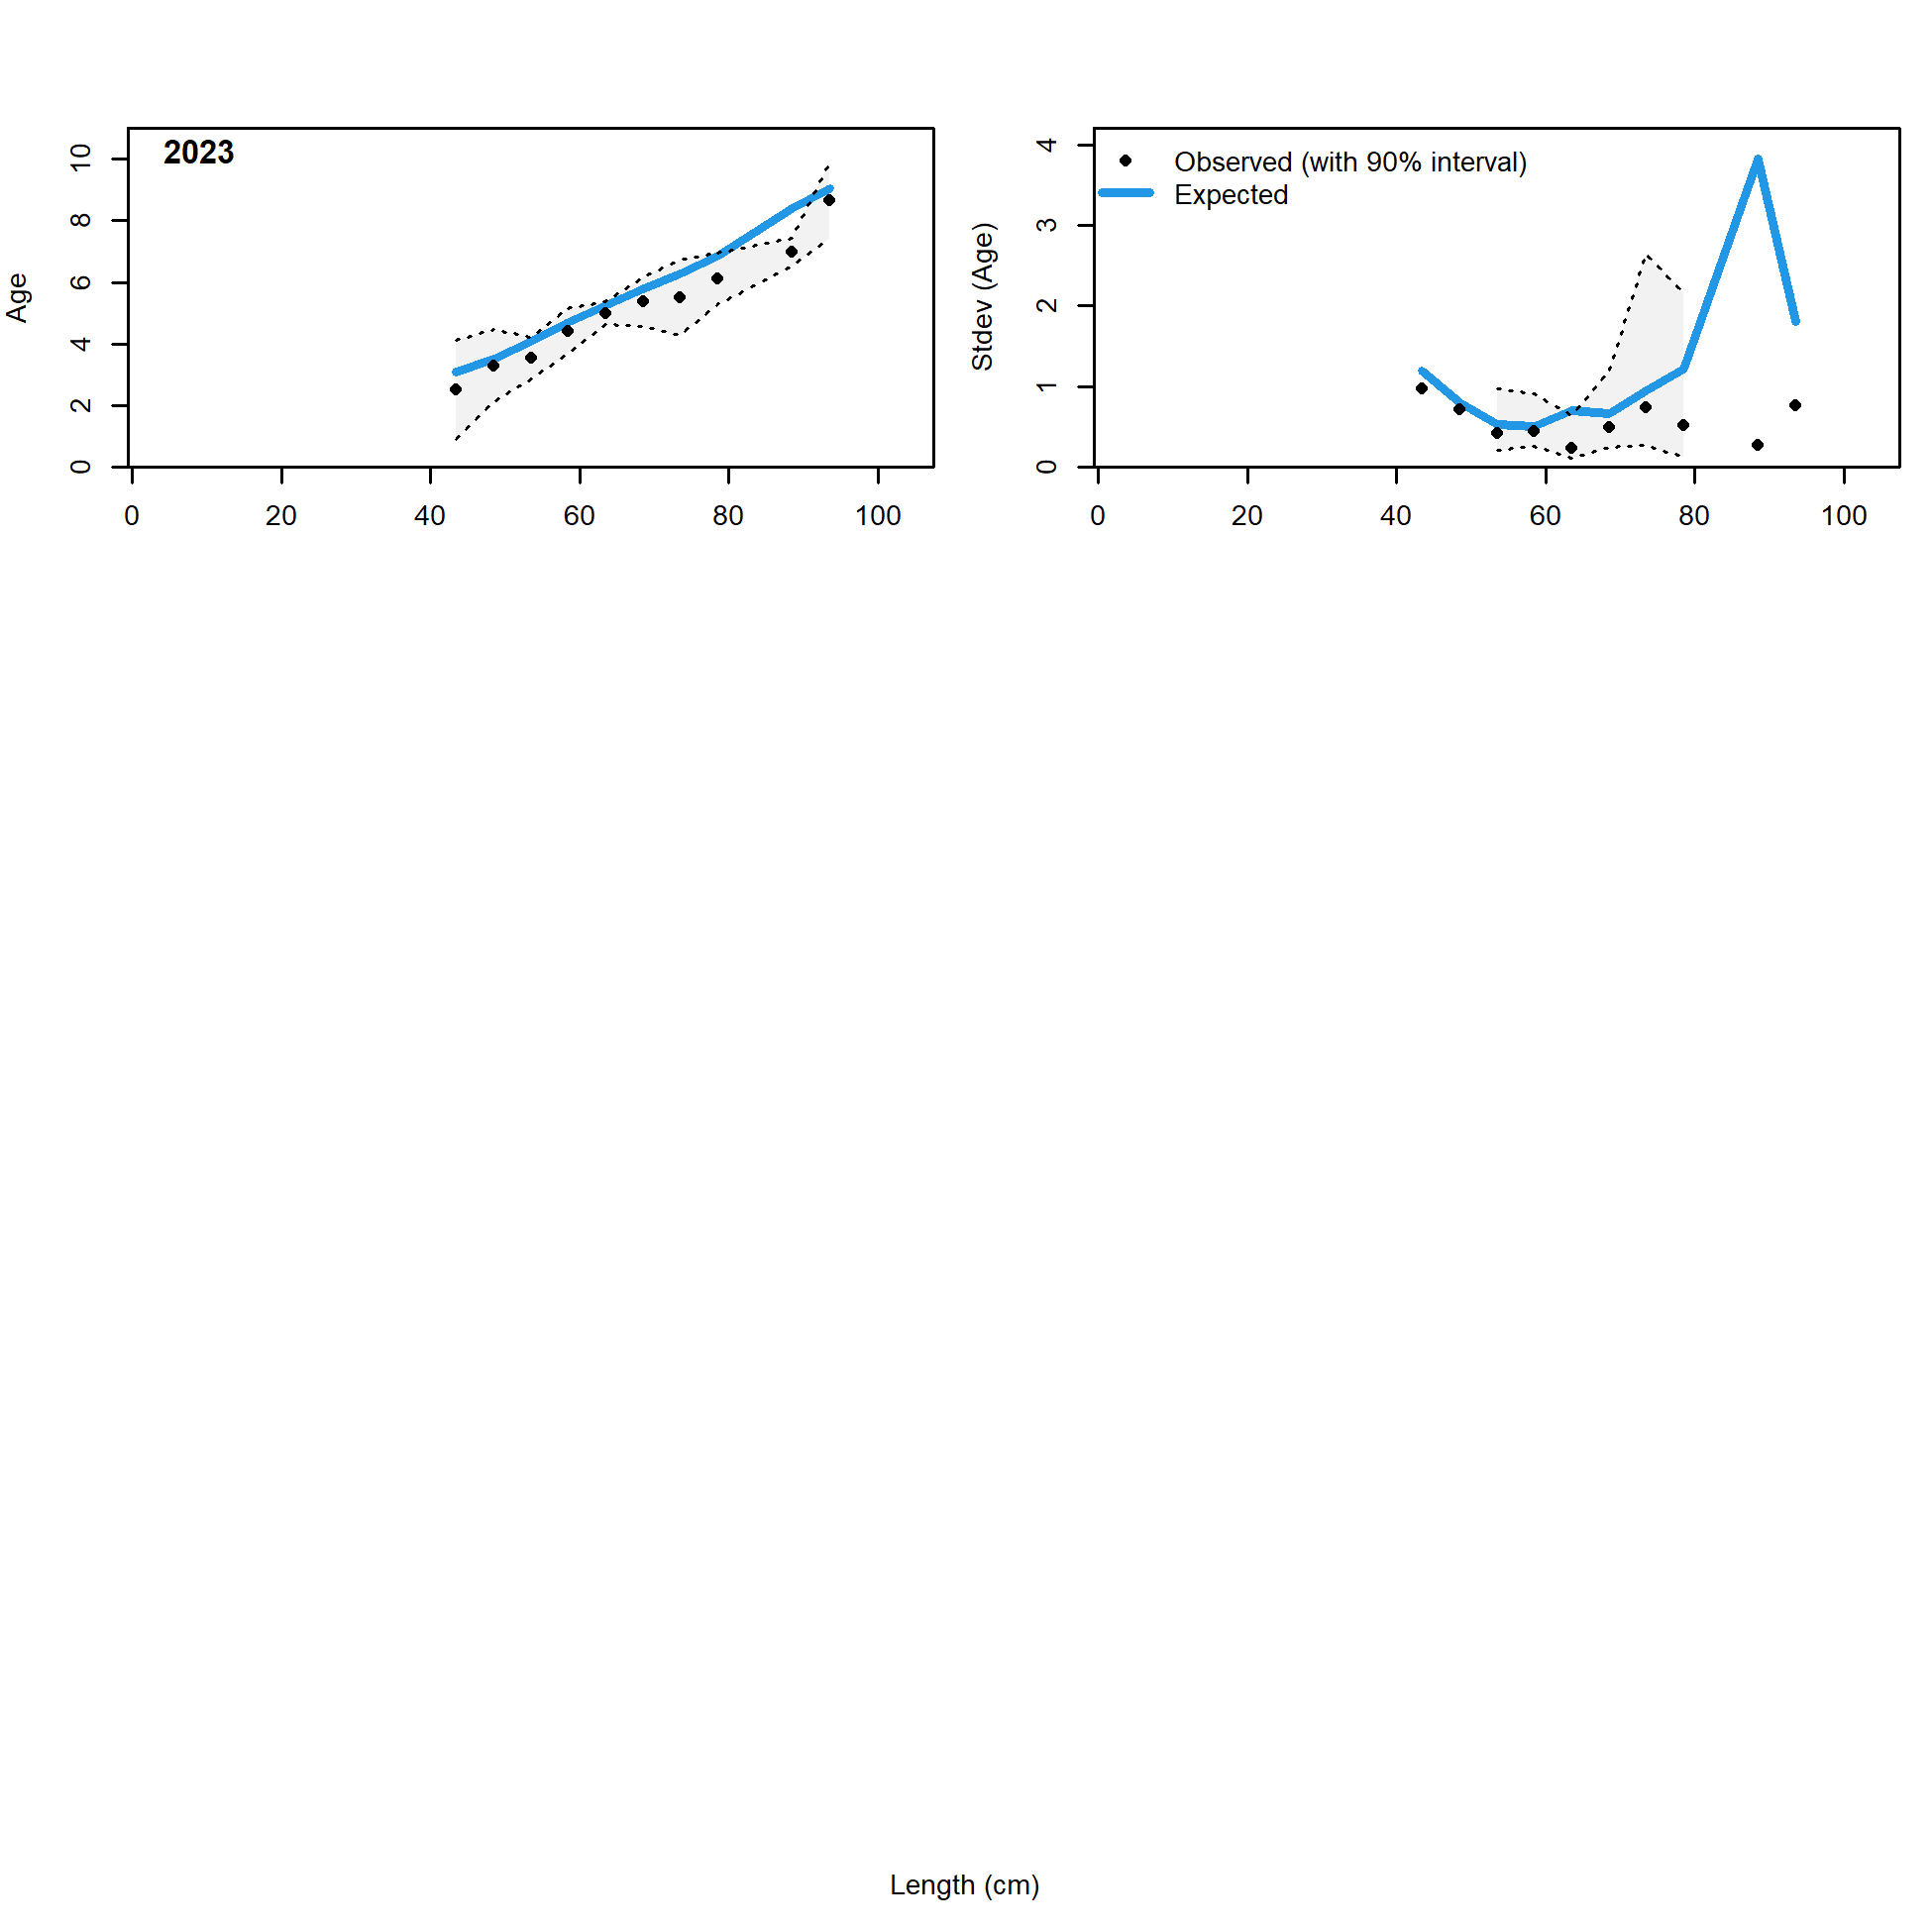 2023
Age
0 2 4 6 8 10
0 20 40 60 80 100
Observed (with 90% interval)
Expected
Stdev (Age)
0 1 2 3 4
0 20 40 60 80 100
Length (cm)